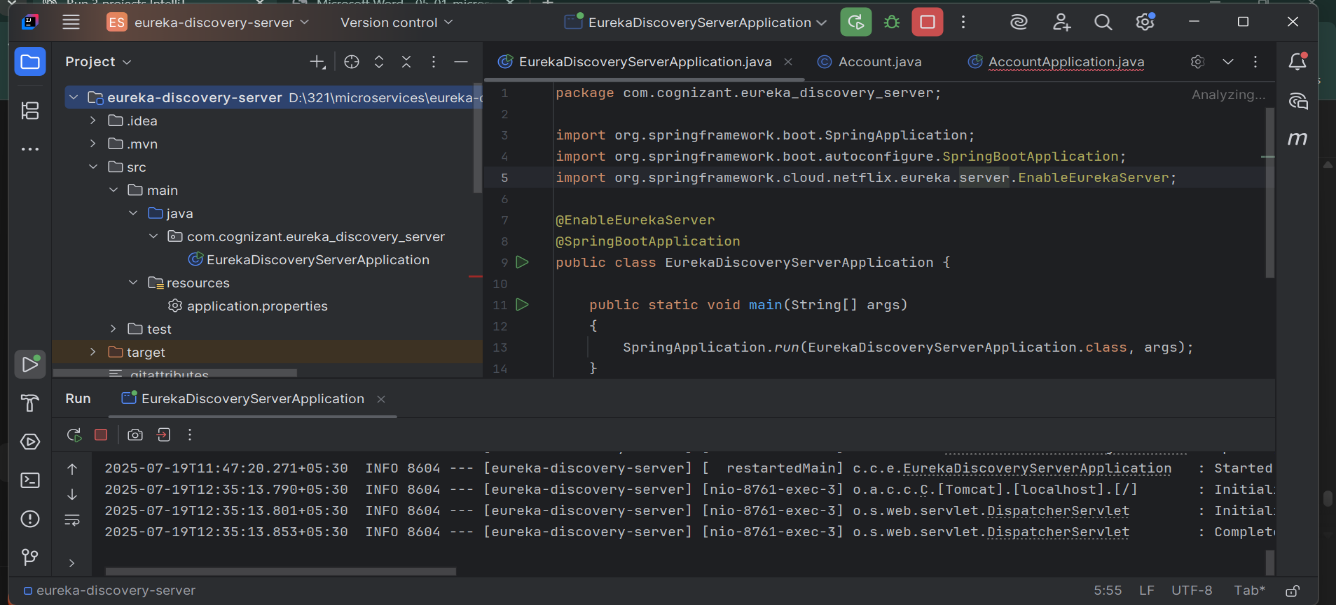 ES eureka-discovery-server Version control EurekaDiscoveryServerApplication
Project
EurekaDiscoveryServerApplication.java Account.java AccountApplication.java
eureka-discovery-server D:\321\microservices\eureka-
.idea
.mvn
src
main
java
com.cognizant.eureka_discovery_server
EurekaDiscoveryServerApplication
resources
application.properties
test
target
.gitattributes
Analyzing...
1 package com.cognizant.eureka_discovery_server;
2
3 import org.springframework.boot.SpringApplication;
4 import org.springframework.boot.autoconfigure.SpringBootApplication;
5 import org.springframework.cloud.netflix.eureka.server.EnableEurekaServer;
6
7 @EnableEurekaServer
8 @SpringBootApplication
9 public class EurekaDiscoveryServerApplication {
10
11 public static void main(String[] args)
12 {
13 SpringApplication.run(EurekaDiscoveryServerApplication.class, args);
14 }
m
Run EurekaDiscoveryServerApplication
2025-07-19T11:47:20.271+05:30 INFO 8604 --- [eureka-discovery-server] [ restartedMain] c.c.e.EurekaDiscoveryServerApplication : Started
2025-07-19T12:35:13.790+05:30 INFO 8604 --- [eureka-discovery-server] [nio-8761-exec-3] o.a.c.c.C.[Tomcat].[localhost].[/] : Initial
2025-07-19T12:35:13.801+05:30 INFO 8604 --- [eureka-discovery-server] [nio-8761-exec-3] o.s.web.servlet.DispatcherServlet : Initial
2025-07-19T12:35:13.853+05:30 INFO 8604 --- [eureka-discovery-server] [nio-8761-exec-3] o.s.web.servlet.DispatcherServlet : Complet
eureka-discovery-server 5:55 LF UTF-8 Tab*